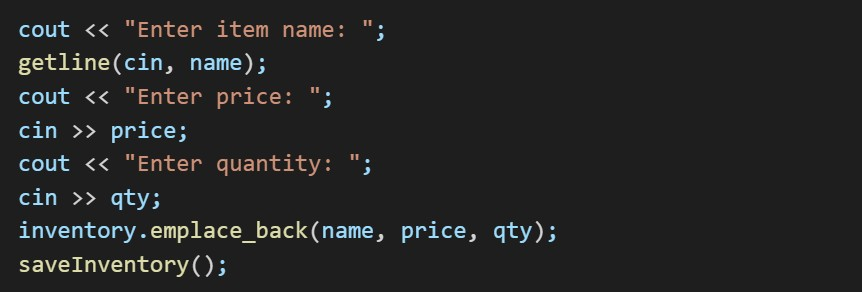 cout << "Enter item name: ";
getline(cin, name);
cout << "Enter price: ";
cin >> price;
cout << "Enter quantity: ";
cin >> qty;
inventory.emplace_back(name, price, qty);
saveInventory();